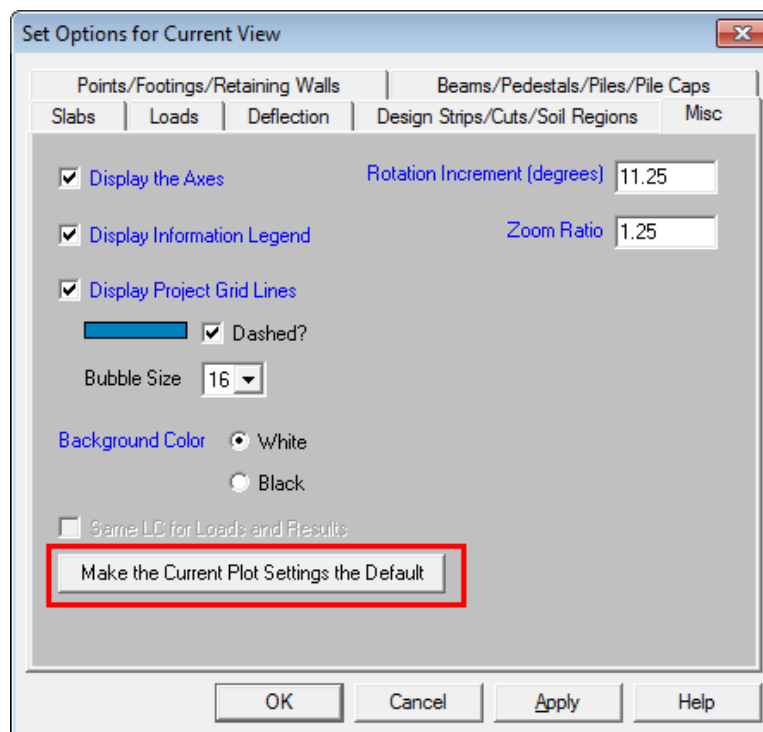 Set Options for Current View
Points/Footings/Retaining Walls
Beams/Pedestals/Piles/Pile Caps
Slabs
Loads
Deflection
Design Strips/Cuts/Soil Regions
Misc
Display the Axes
Rotation Increment (degrees)
11.25
Display Information Legend
Zoom Ratio
1.25
Display Project Grid Lines
Dashed?
Bubble Size
16
Background Color
White
Black
Same LC for Loads and Results
Make the Current Plot Settings the Default
OK
Cancel
Apply
Help